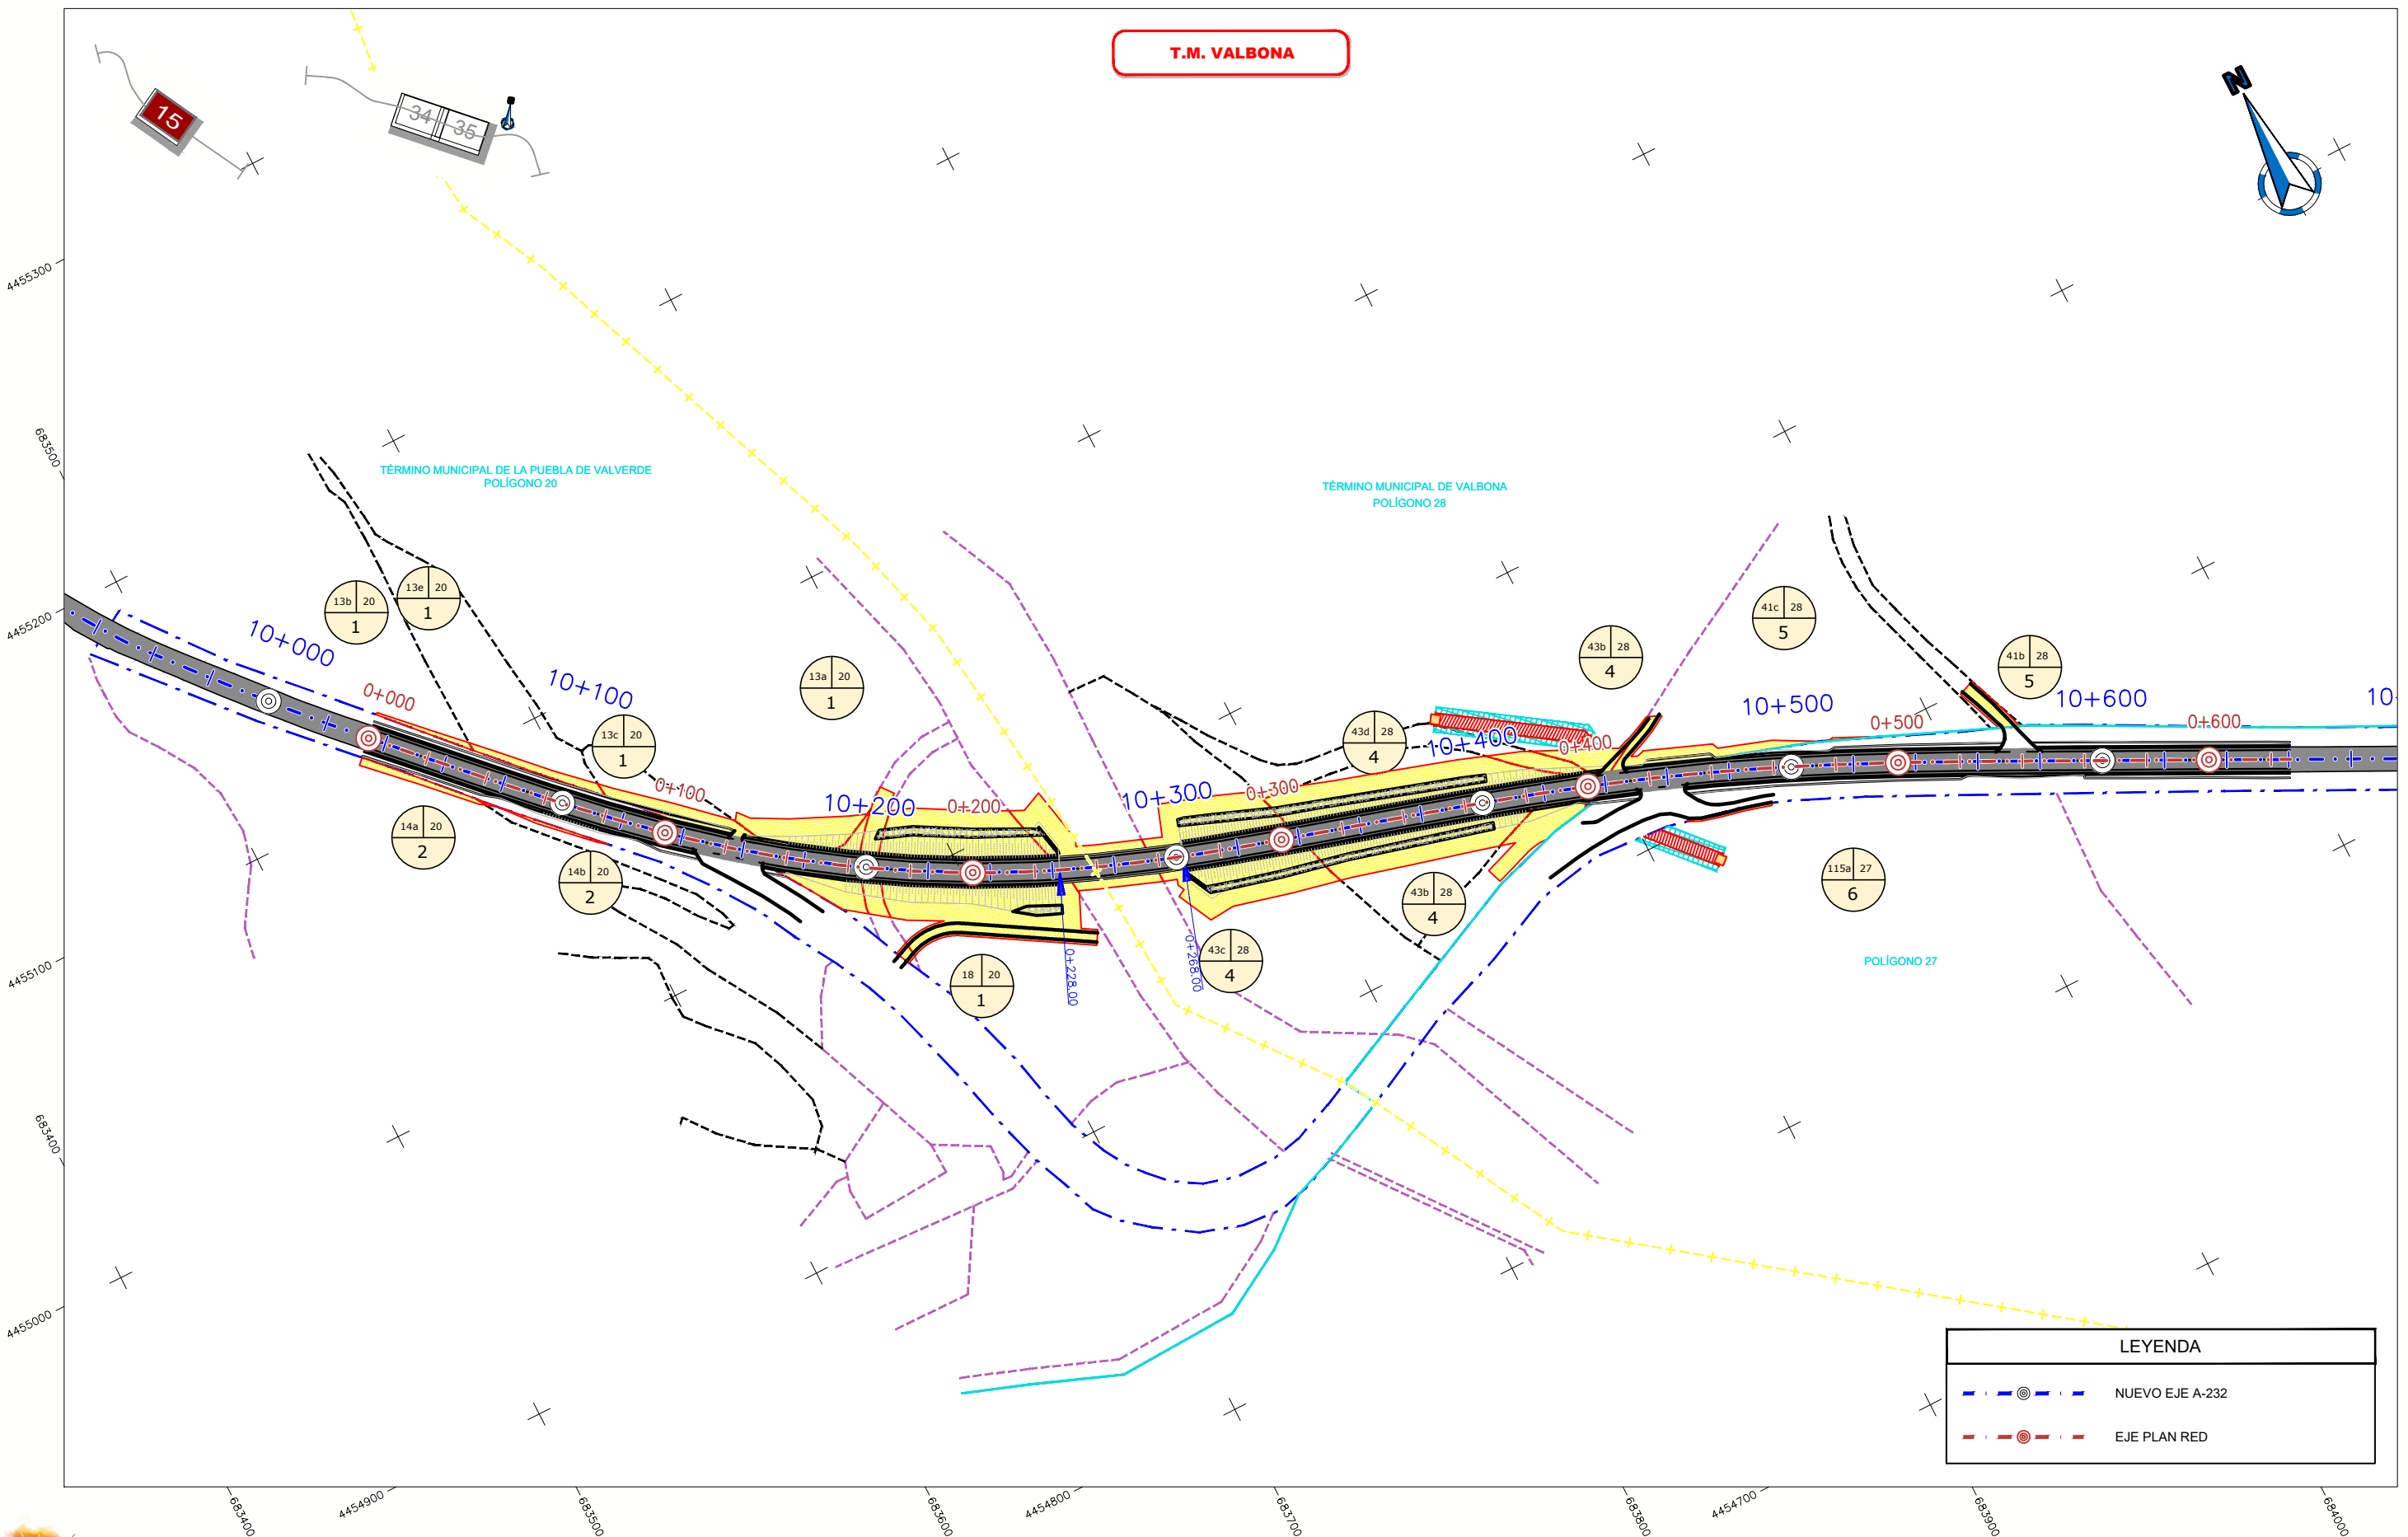 T.M. VALBONA
15
34
35
N
4455300
683500
TÉRMINO MUNICIPAL DE LA PUEBLA DE VALVERDE
POLÍGONO 20
TÉRMINO MUNICIPAL DE VALBONA
POLÍGONO 28
4455200
13b 20
1
13e 20
1
10+000
0+000
10+100
13c 20
1
0+100
13a 20
1
10+200
0+200
10+300
0+300
43d 28
4
10+400
0+400
43b 28
4
41c 28
5
10+500
0+500
41b 28
5
10+600
0+600
10-
14a 20
2
14b 20
2
18 20
1
0+228.00
0+268.00
43c 28
4
43b 28
4
115a 27
6
POLÍGONO 27
4455100
683400
4455000
LEYENDA
NUEVO EJE A-232
EJE PLAN RED
683400
4454900
683500
683600
4454800
683700
683800
4454700
683900
684000